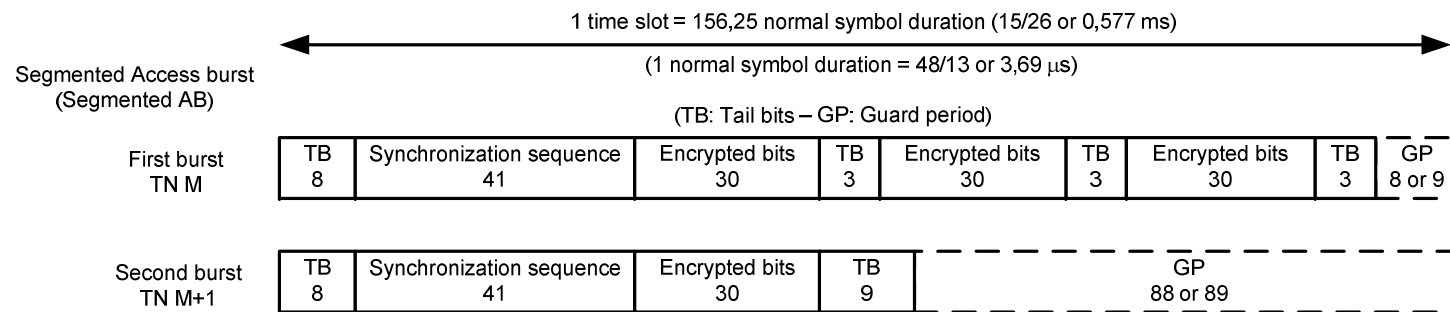 1 time slot = 156,25 normal symbol duration (15/26 or 0,577 ms)
(1 normal symbol duration = 48/13 or 3,69 μs)
Segmented Access burst
(Segmented AB)
(TB: Tail bits – GP: Guard period)
First burst
TN M
TB
8
Synchronization sequence
41
Encrypted bits
30
TB
3
Encrypted bits
30
TB
3
Encrypted bits
30
TB
3
GP
8 or 9
Second burst
TN M+1
TB
8
Synchronization sequence
41
Encrypted bits
30
TB
9
GP
88 or 89